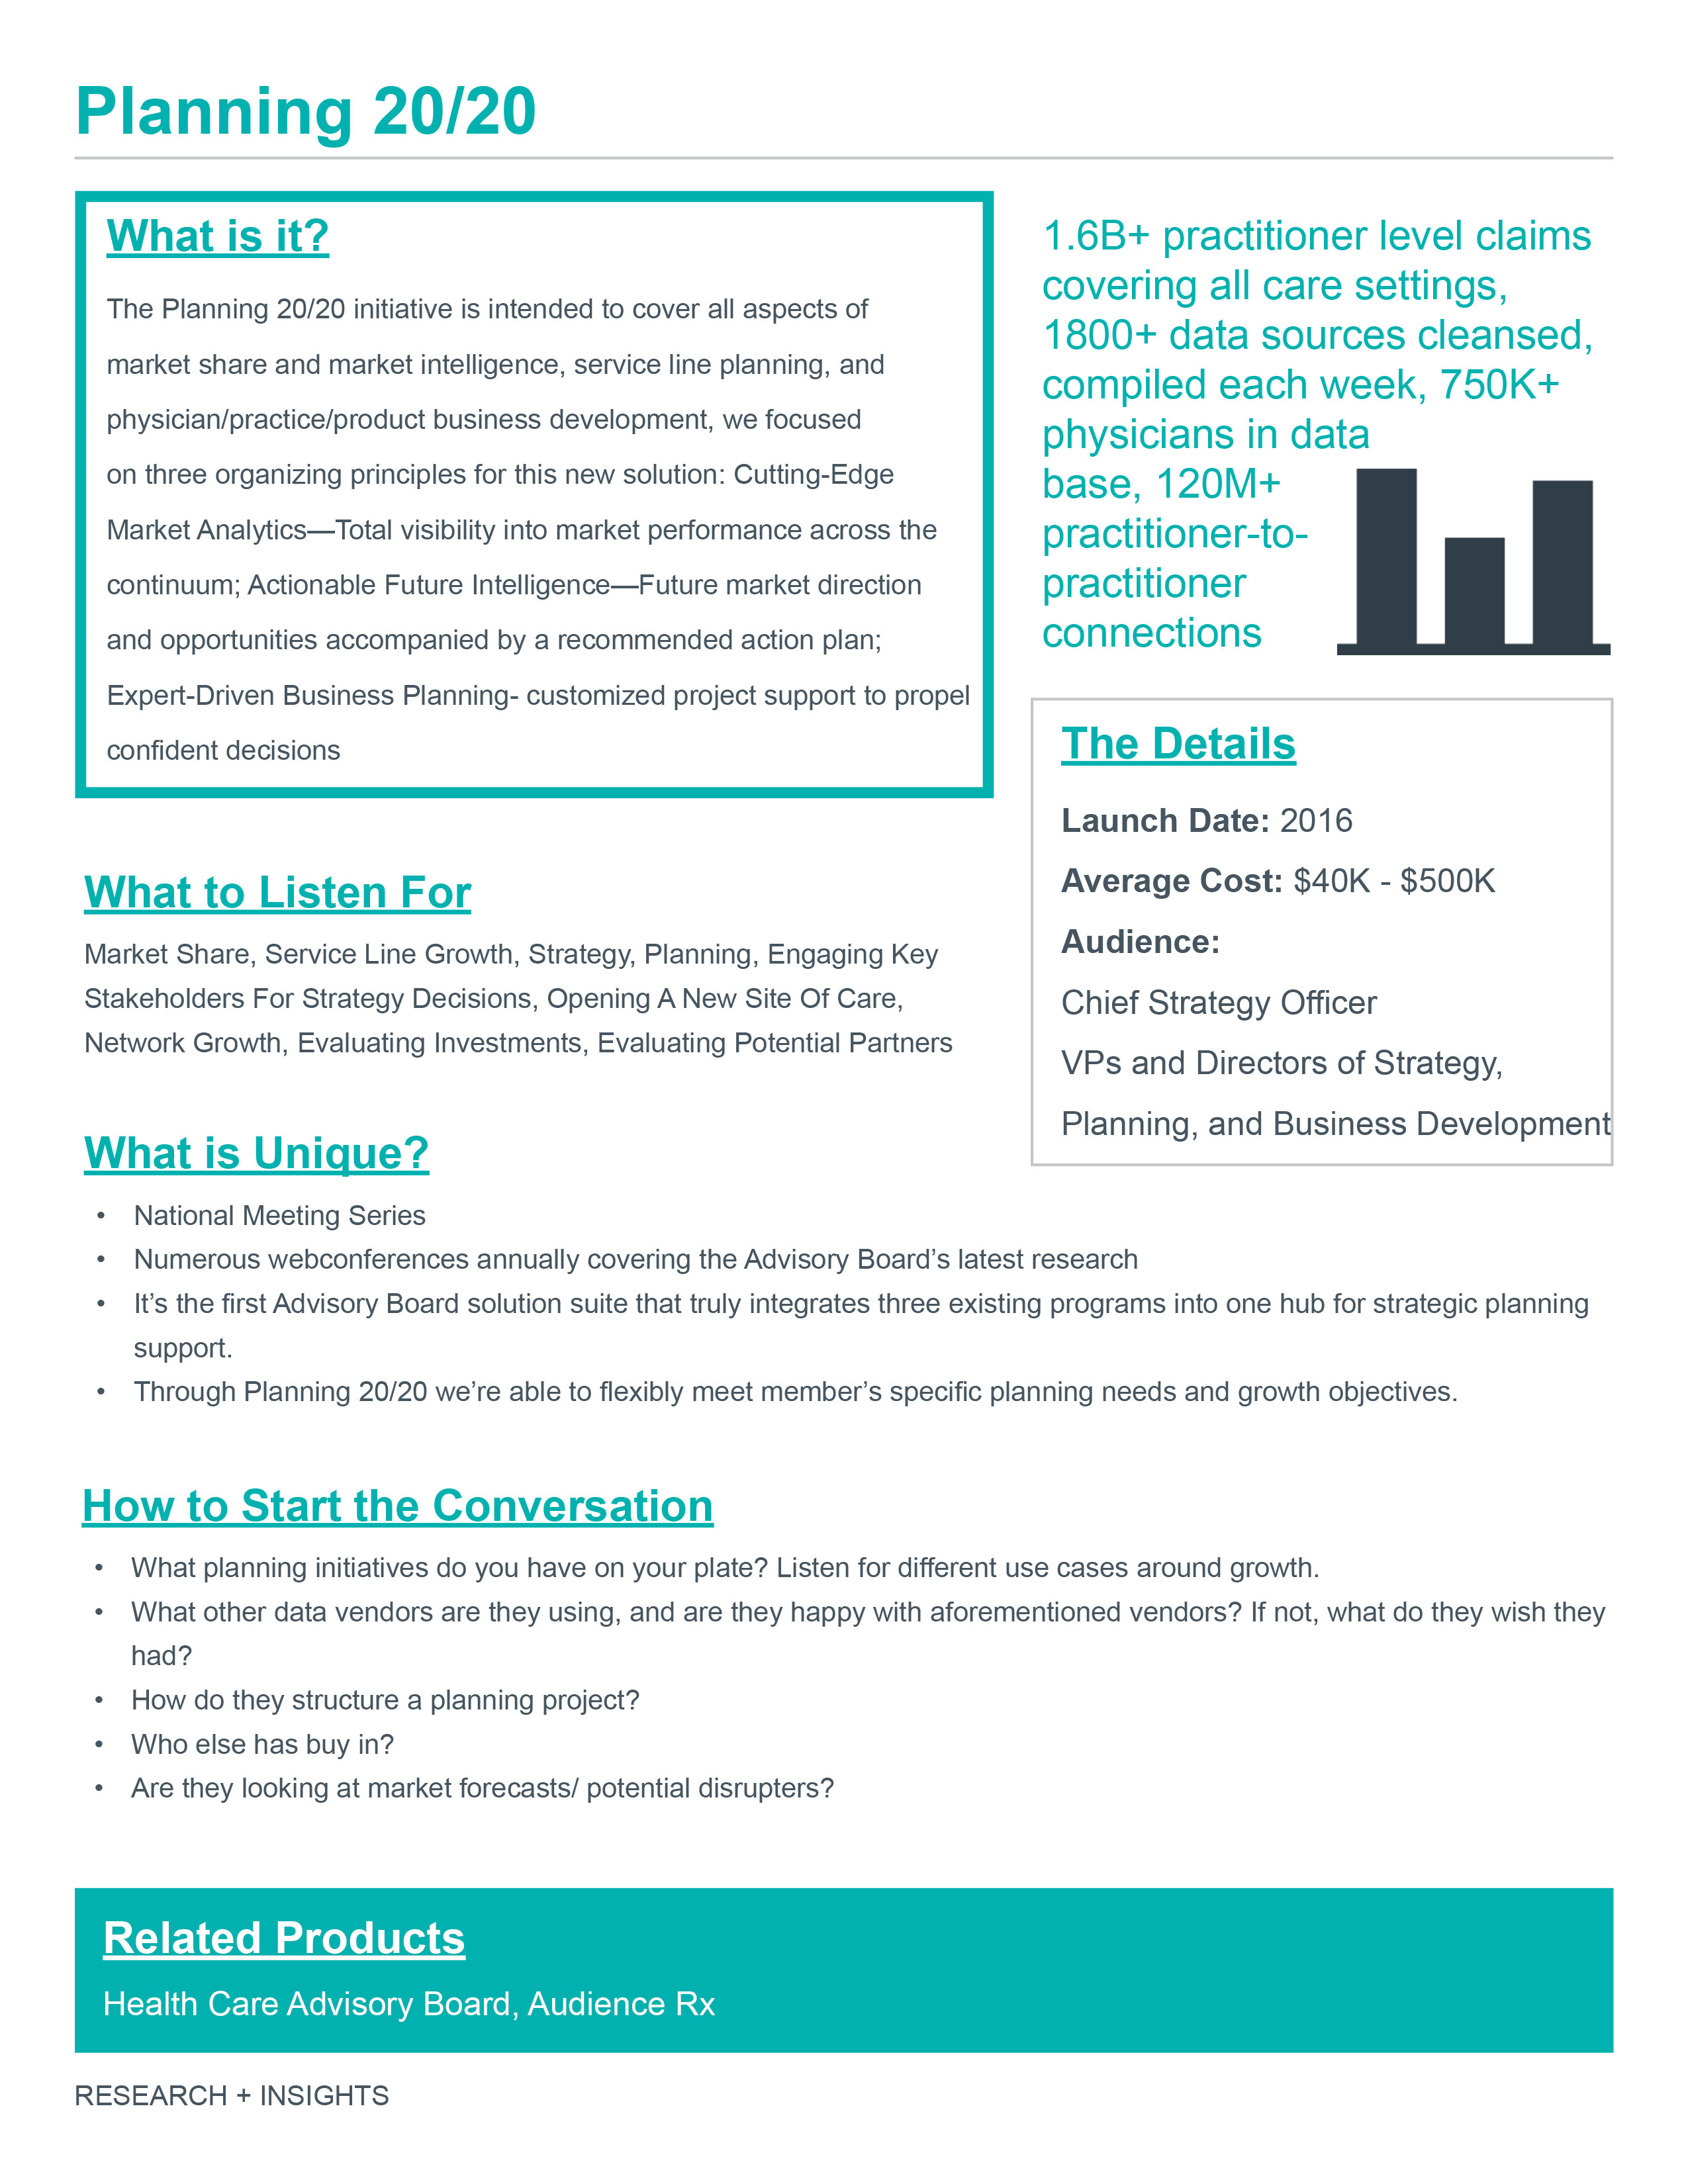 Planning 20/20
What is it?
The Planning 20/20 initiative is intended to cover all aspects of
market share and market intelligence, service line planning, and
physician/practice/product business development, we focused
on three organizing principles for this new solution: Cutting-Edge
Market Analytics—Total visibility into market performance across the
continuum; Actionable Future Intelligence—Future market direction
and opportunities accompanied by a recommended action plan;
Expert-Driven Business Planning- customized project support to propel
confident decisions
1.6B+ practitioner level claims
covering all care settings,
1800+ data sources cleansed,
compiled each week, 750K+
physicians in data
base, 120M+
practitioner-to-
practitioner
connections
The Details
Launch Date: 2016
Average Cost: $40K - $500K
Audience:
Chief Strategy Officer
VPs and Directors of Strategy,
Planning, and Business Development
What to Listen For
Market Share, Service Line Growth, Strategy, Planning, Engaging Key
Stakeholders For Strategy Decisions, Opening A New Site Of Care,
Network Growth, Evaluating Investments, Evaluating Potential Partners
What is Unique?
• National Meeting Series
• Numerous webconferences annually covering the Advisory Board’s latest research
• It’s the first Advisory Board solution suite that truly integrates three existing programs into one hub for strategic planning
support.
• Through Planning 20/20 we’re able to flexibly meet member’s specific planning needs and growth objectives.
How to Start the Conversation
• What planning initiatives do you have on your plate? Listen for different use cases around growth.
• What other data vendors are they using, and are they happy with aforementioned vendors? If not, what do they wish they
had?
• How do they structure a planning project?
• Who else has buy in?
• Are they looking at market forecasts/ potential disrupters?
Related Products
Health Care Advisory Board, Audience Rx
RESEARCH + INSIGHTS